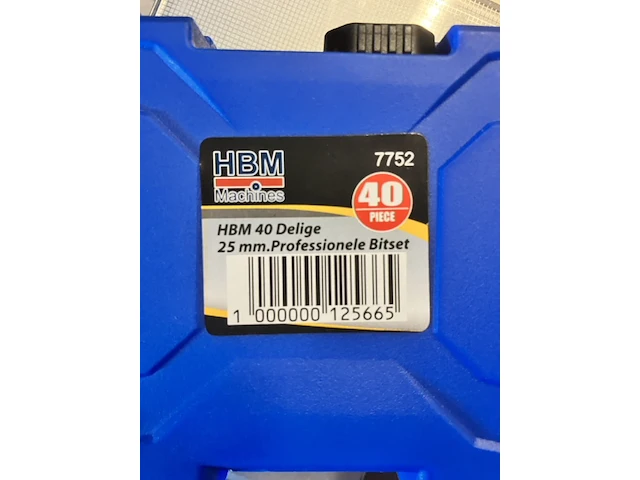 HBM
Machines
7752
40
PIECE
HBM 40 Delige
25 mm.Professionele Bitset
1 000000 125665